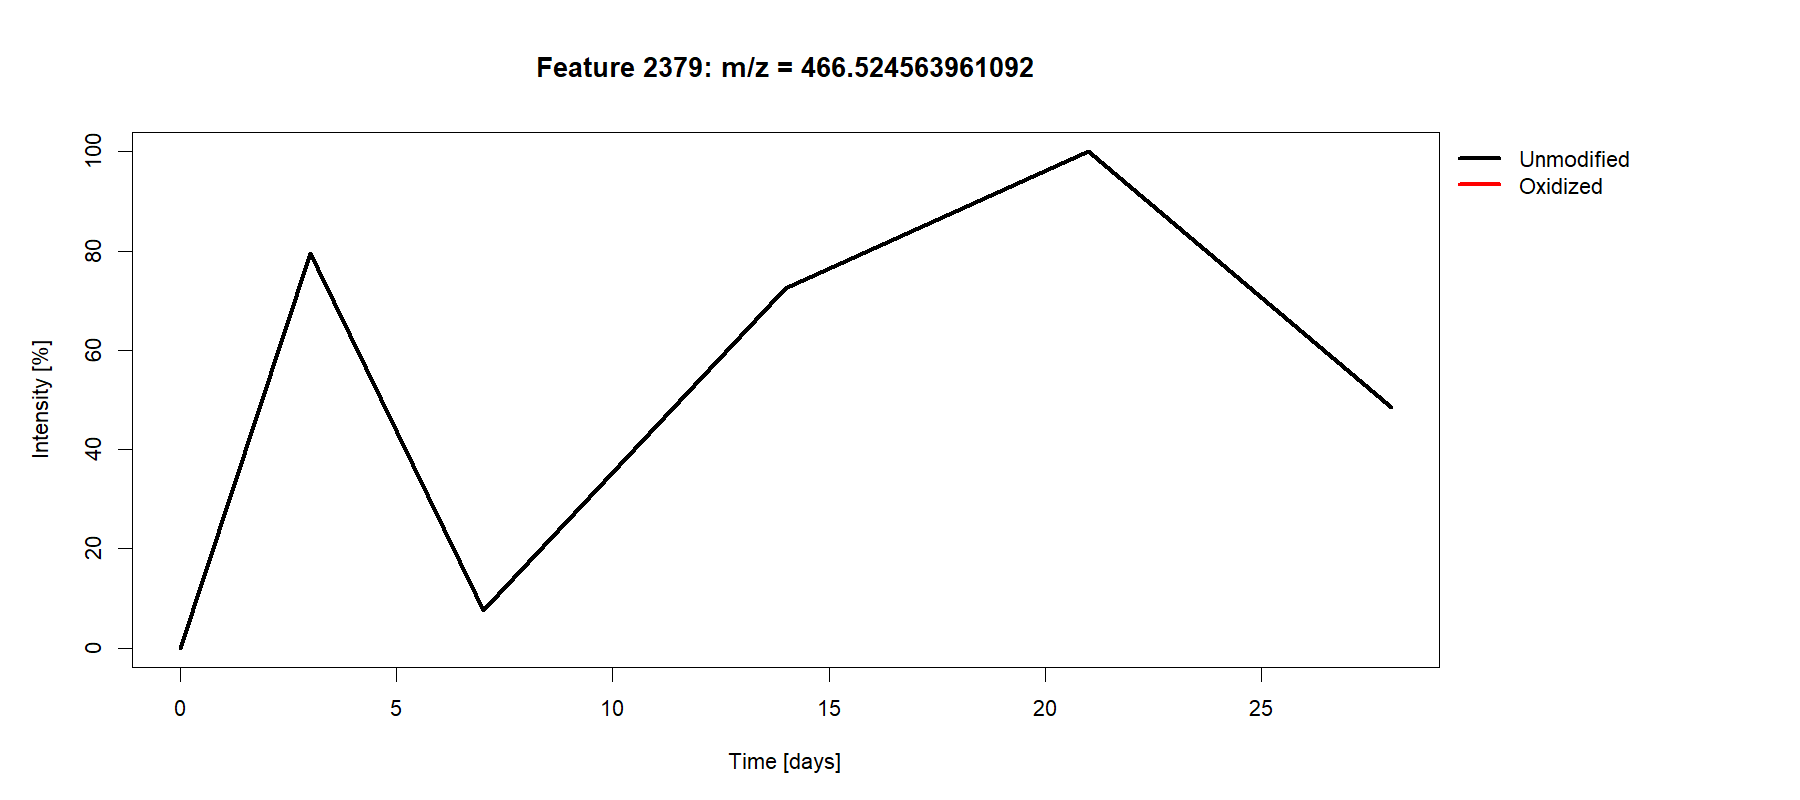 Feature 2379: m/z = 466.524563961092
Unmodified
Oxidized
Intensity [%]
100
80
60
40
20
0
0 5 10 15 20 25
Time [days]